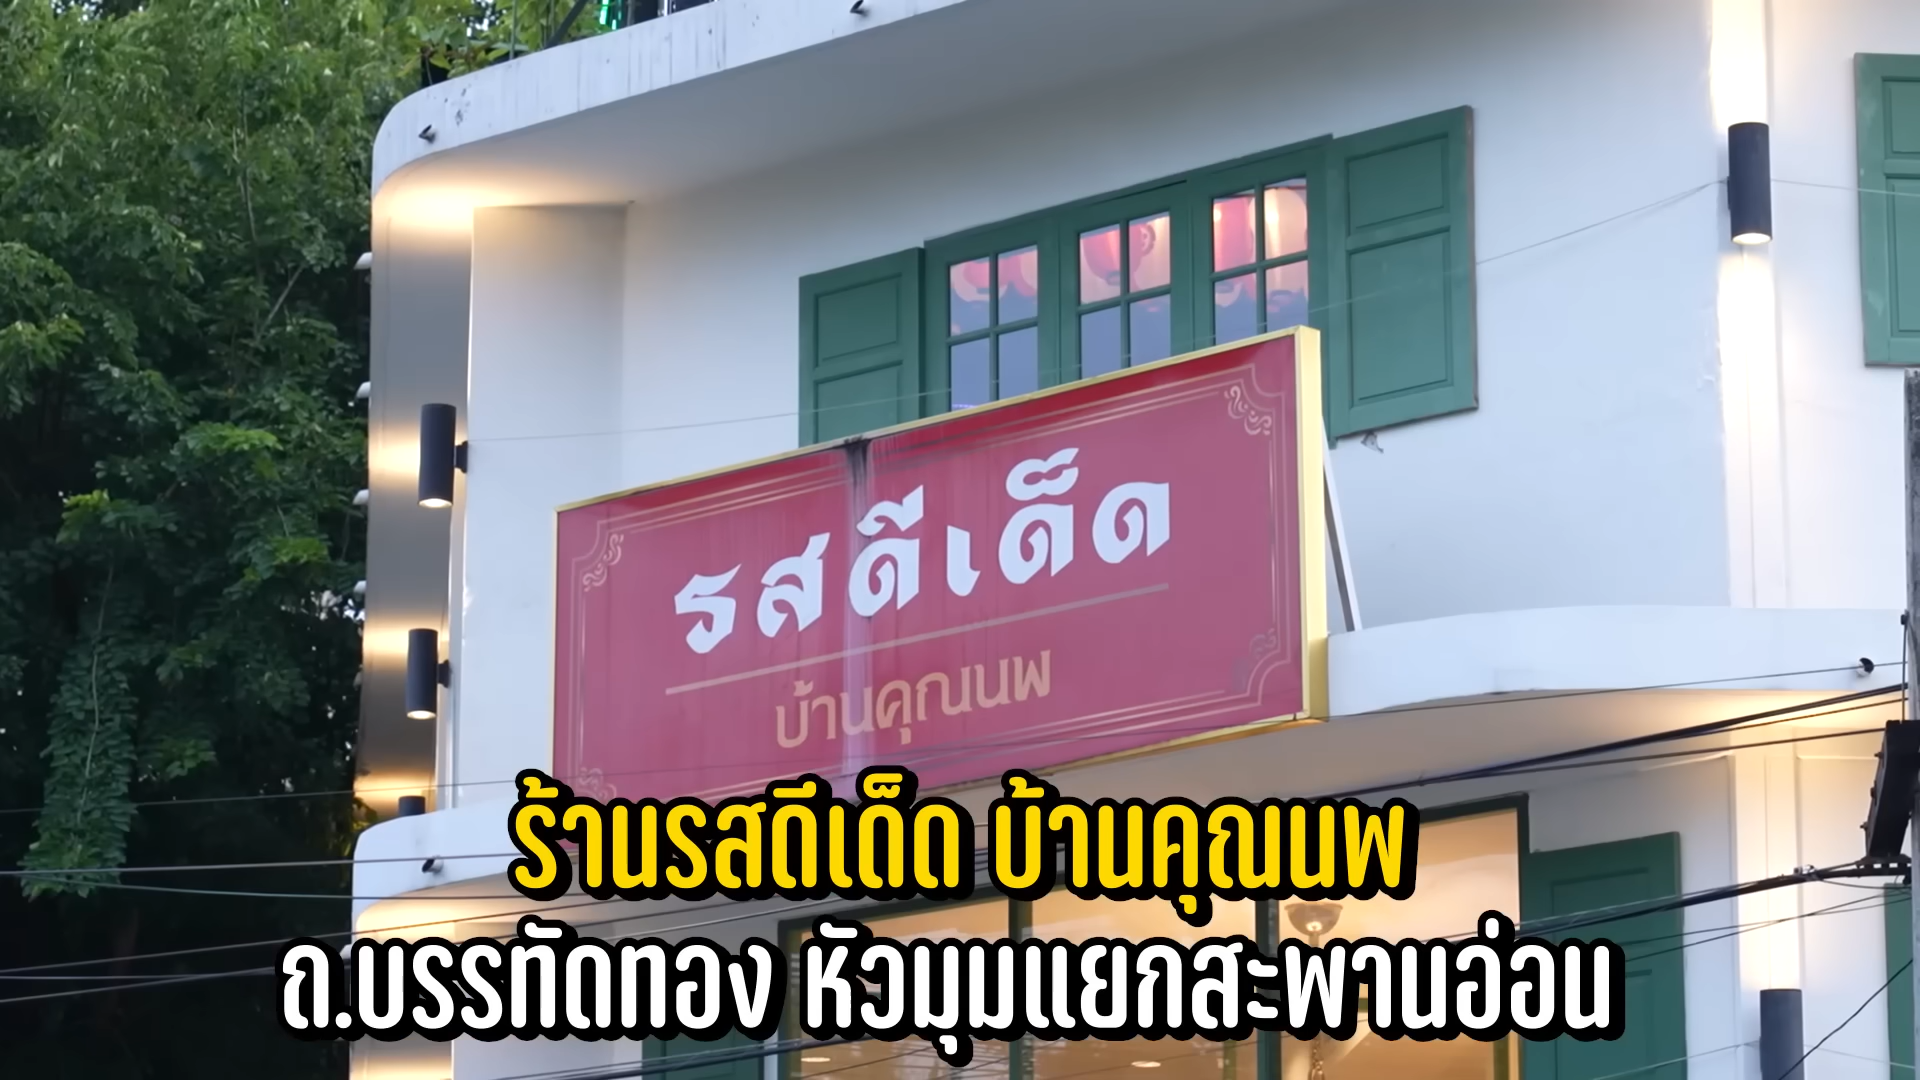 รสดีเด็ด
บ้านคุณนพ
ร้านรสดีเด็ด บ้านคุณนพ
ถ.บรรทัดทอง หัวมุมแยกสะพานอ่อน